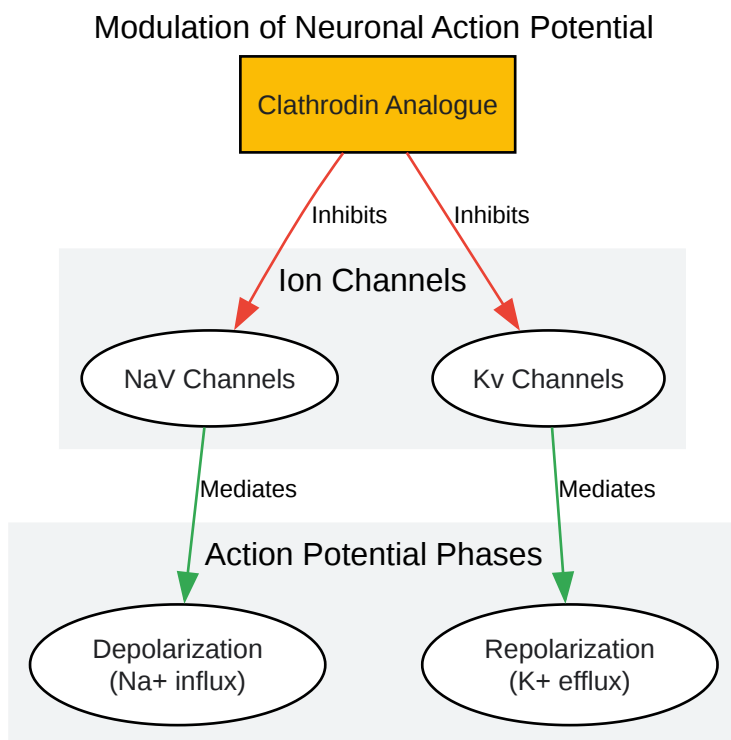 Modulation of Neuronal Action Potential
Clathrodin Analogue
Inhibits
Inhibits
Ion Channels
NaV Channels
Kv Channels
Mediates
Mediates
Action Potential Phases
Depolarization
(Na+ influx)
Repolarization
(K+ efflux)